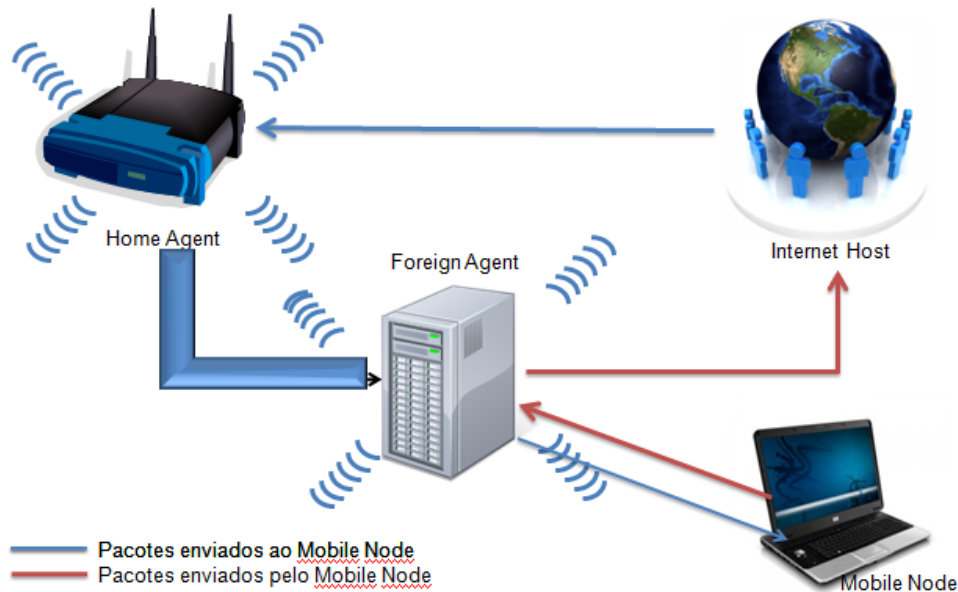 Home Agent
Internet Host
Foreign Agent
Pacotes enviados ao Mobile Node
Pacotes enviados pelo Mobile Node
Mobile Node